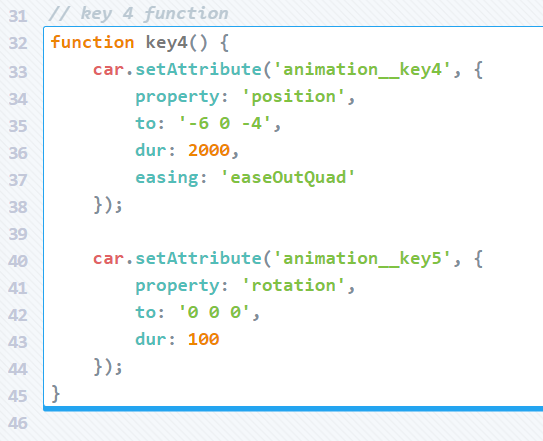 31 // key 4 function
32 function key4() {
33     car.setAttribute('animation__key4', {
34         property: 'position',
35         to: '-6 0 -4',
36         dur: 2000,
37         easing: 'easeOutQuad'
38     });
39
40     car.setAttribute('animation__key5', {
41         property: 'rotation',
42         to: '0 0 0',
43         dur: 100
44     });
45 }
46